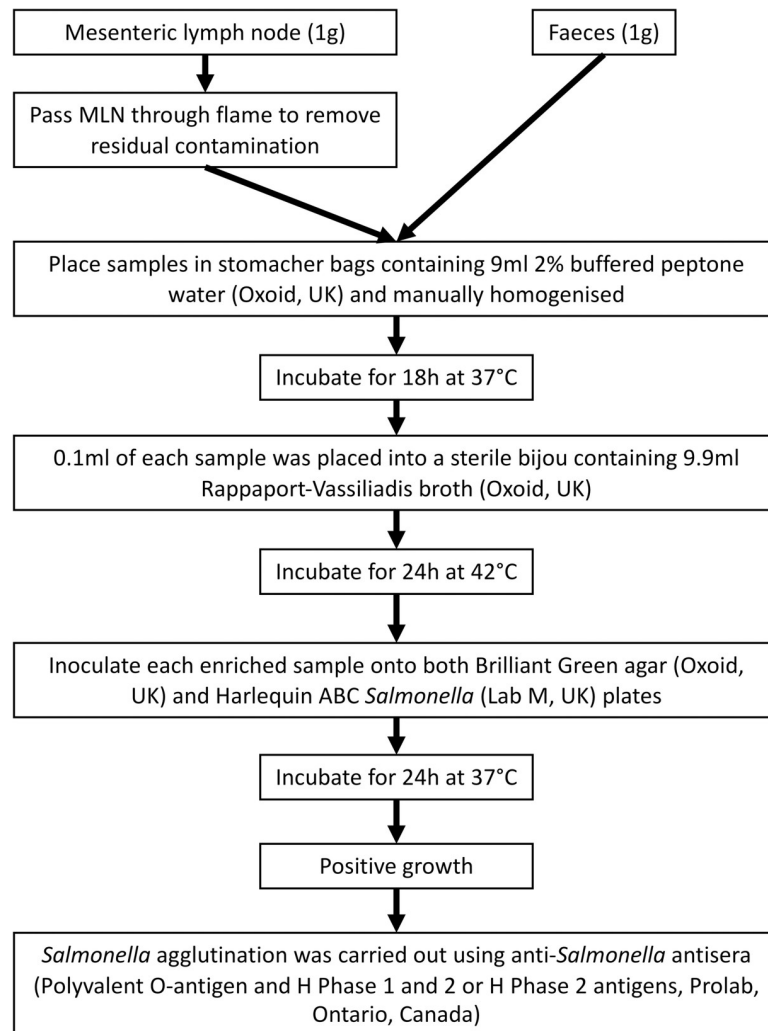 Mesenteric lymph node (1g)
Faeces (1g)
Pass MLN through flame to remove
residual contamination
Place samples in stomacher bags containing 9ml 2% buffered peptone
water (Oxoid, UK) and manually homogenised
Incubate for 18h at 37°C
0.1ml of each sample was placed into a sterile bijou containing 9.9ml
Rappaport-Vassiliadis broth (Oxoid, UK)
Incubate for 24h at 42°C
Inoculate each enriched sample onto both Brilliant Green agar (Oxoid,
UK) and Harlequin ABC Salmonella (Lab M, UK) plates
Incubate for 24h at 37°C
Positive growth
Salmonella agglutination was carried out using anti-Salmonella antisera
(Polyvalent O-antigen and H Phase 1 and 2 or H Phase 2 antigens, Prolab,
Ontario, Canada)